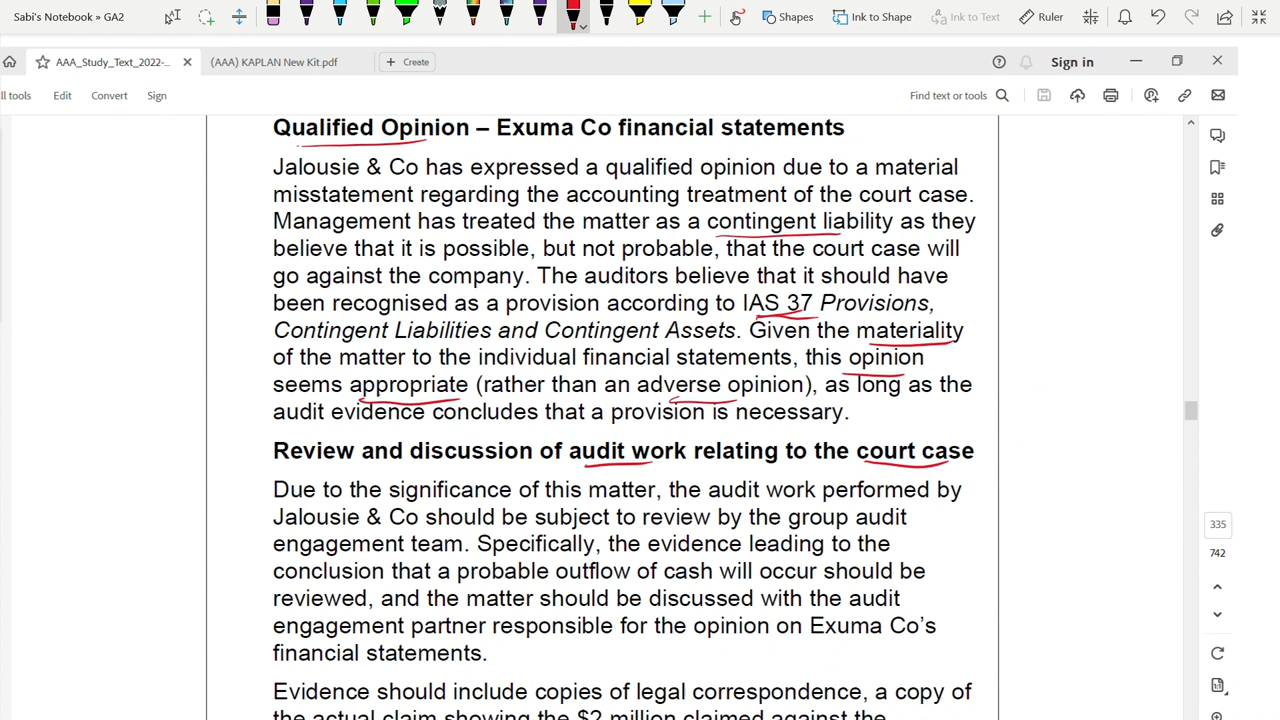 Sabi's Notebook » GA2
Shapes
Ink to Shape
Ink to Text
Ruler
AAA_Study_Text_2022-...
(AAA) KAPLAN New Kit.pdf
Create
Sign in
ll tools
Edit
Convert
Sign
Find text or tools
Qualified Opinion – Exuma Co financial statements
Jalousie & Co has expressed a qualified opinion due to a material
misstatement regarding the accounting treatment of the court case.
Management has treated the matter as a contingent liability as they
believe that it is possible, but not probable, that the court case will
go against the company. The auditors believe that it should have
been recognised as a provision according to IAS 37 Provisions,
Contingent Liabilities and Contingent Assets. Given the materiality
of the matter to the individual financial statements, this opinion
seems appropriate (rather than an adverse opinion), as long as the
audit evidence concludes that a provision is necessary.
Review and discussion of audit work relating to the court case
Due to the significance of this matter, the audit work performed by
Jalousie & Co should be subject to review by the group audit
engagement team. Specifically, the evidence leading to the
conclusion that a probable outflow of cash will occur should be
reviewed, and the matter should be discussed with the audit
engagement partner responsible for the opinion on Exuma Co's
financial statements.
Evidence should include copies of legal correspondence, a copy of
the actual claim showing the $2 million claimed against the
335
742